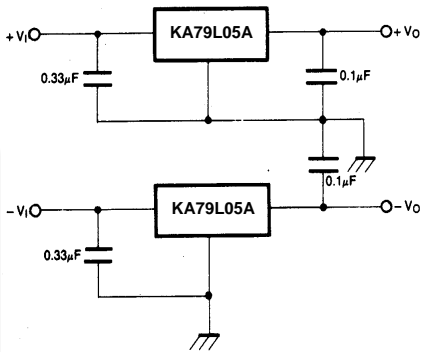 KA79L05A
+ VI
+ VO
0.33µF
0.1µF
0.1µF
KA79L05A
– VI
– VO
0.33µF